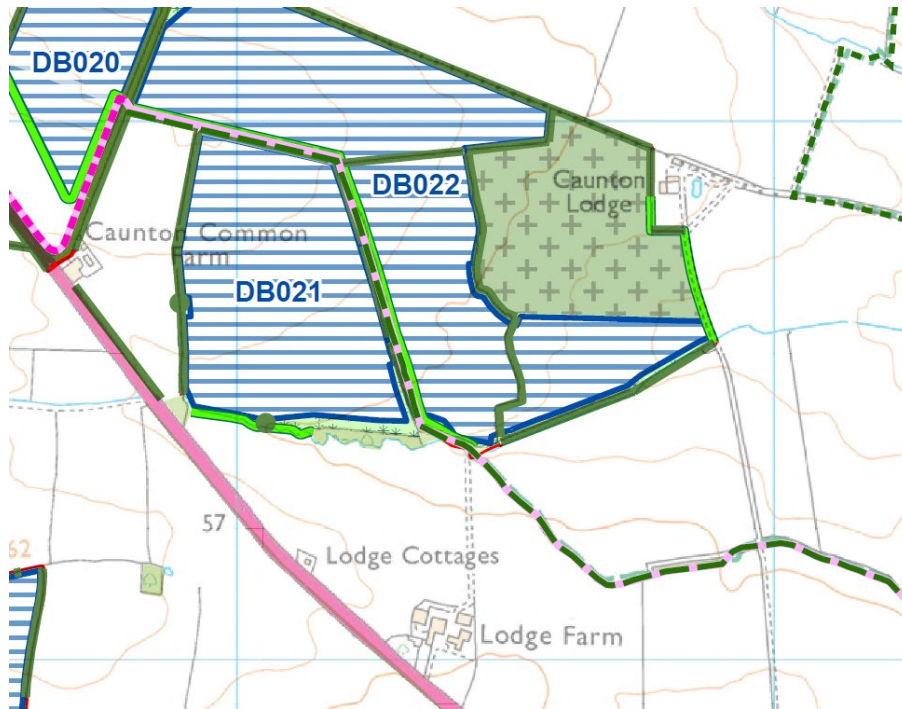 DB020
DB022
Caunton
Lodge
Caunton Common
Farm
DB021
57
Lodge Cottages
62
Lodge Farm